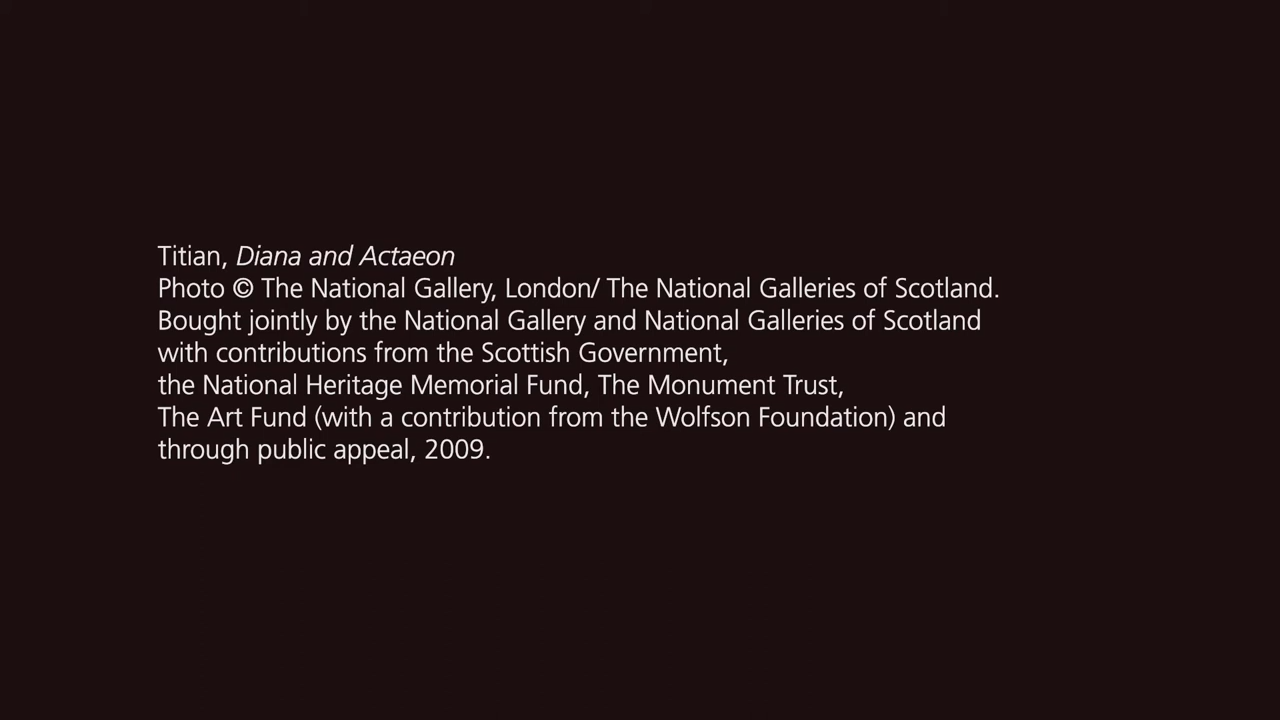 Titian, Diana and Actaeon
Photo © The National Gallery, London/ The National Galleries of Scotland.
Bought jointly by the National Gallery and National Galleries of Scotland
with contributions from the Scottish Government,
the National Heritage Memorial Fund, The Monument Trust,
The Art Fund (with a contribution from the Wolfson Foundation) and
through public appeal, 2009.